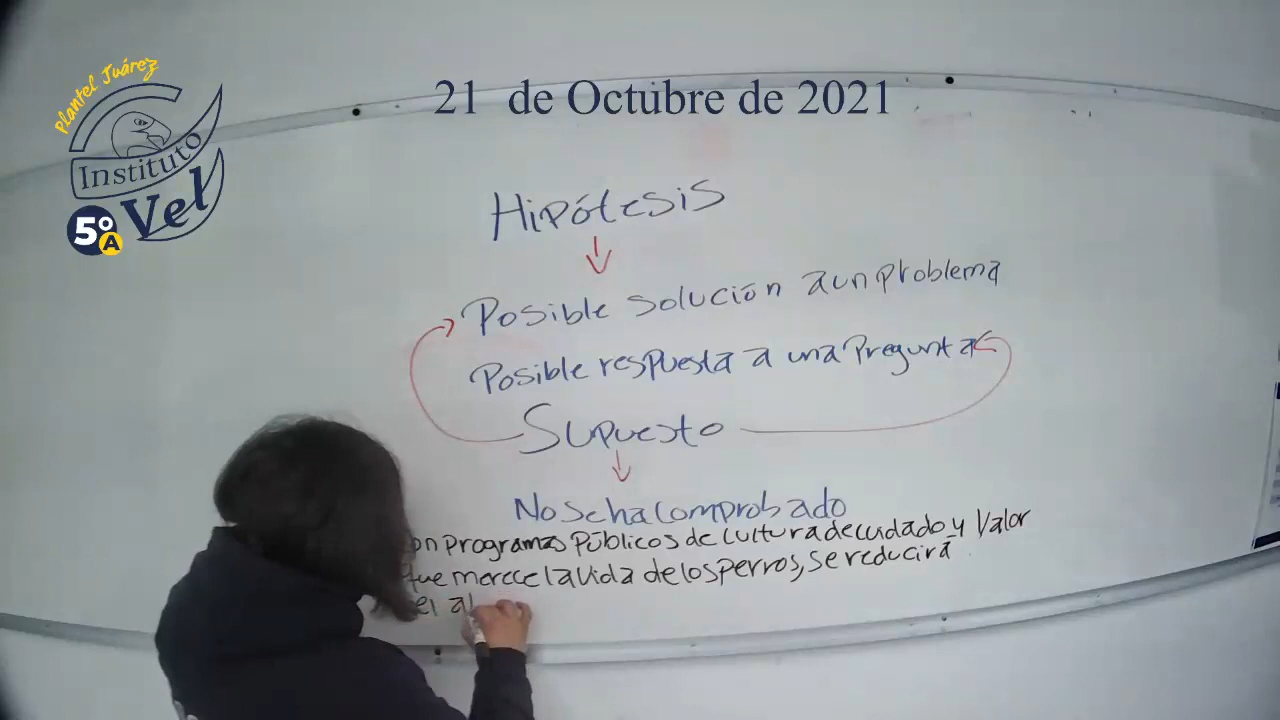 Plantel Juárez
21 de Octubre de 2021
Instituto
Vel
5º A
Hipótesis
Posible solución a un problema
Posible respuesta a una Pregunta
Supuesto
No se ha comprobado
on programas Públicos de cultura de cuidado y valor
que merece la vida de los perros, se reducirá
el